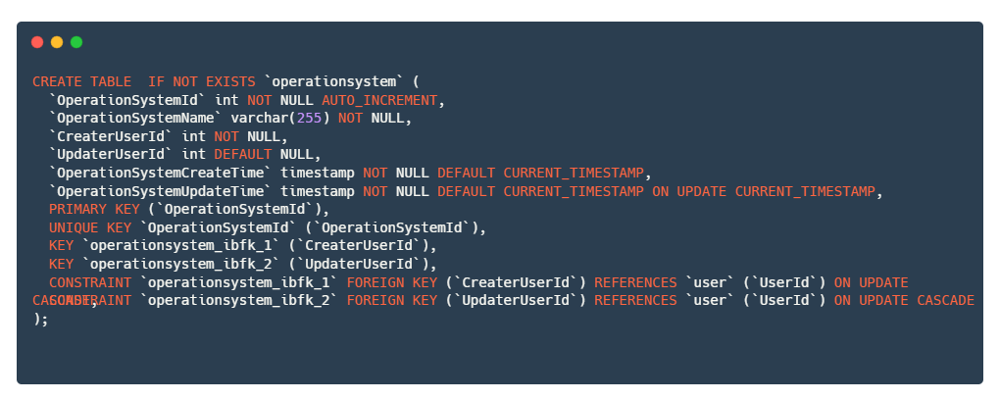 CREATE TABLE  IF NOT EXISTS `operationsystem` (
  `OperationSystemId` int NOT NULL AUTO_INCREMENT,
  `OperationSystemName` varchar(255) NOT NULL,
  `CreaterUserId` int NOT NULL,
  `UpdaterUserId` int DEFAULT NULL,
  `OperationSystemCreateTime` timestamp NOT NULL DEFAULT CURRENT_TIMESTAMP,
  `OperationSystemUpdateTime` timestamp NOT NULL DEFAULT CURRENT_TIMESTAMP ON UPDATE CURRENT_TIMESTAMP,
  PRIMARY KEY (`OperationSystemId`),
  UNIQUE KEY `OperationSystemId` (`OperationSystemId`),
  KEY `operationsystem_ibfk_1` (`CreaterUserId`),
  KEY `operationsystem_ibfk_2` (`UpdaterUserId`),
  CONSTRAINT `operationsystem_ibfk_1` FOREIGN KEY (`CreaterUserId`) REFERENCES `user` (`UserId`) ON UPDATE
CASCADE,
  CONSTRAINT `operationsystem_ibfk_2` FOREIGN KEY (`UpdaterUserId`) REFERENCES `user` (`UserId`) ON UPDATE CASCADE
);